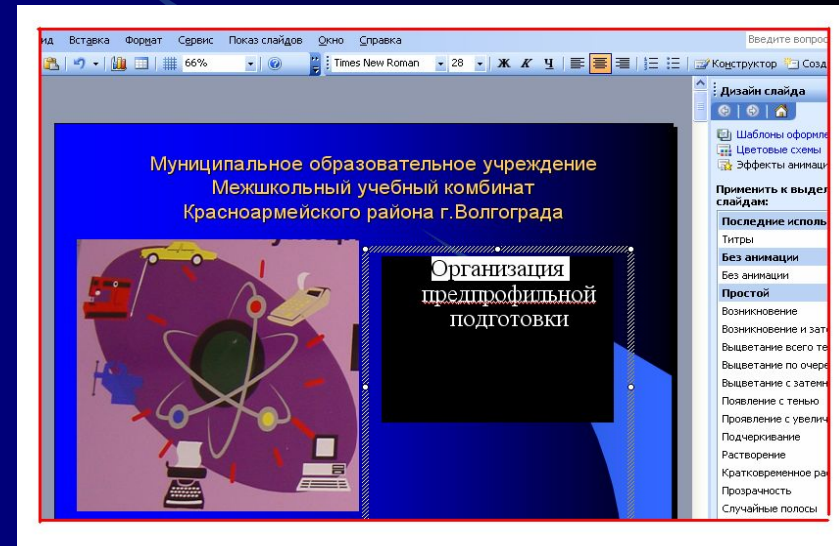 Вставка Формат Сервис Показ слайдов Окно Справка
Введите вопрос
66% Times New Roman 28 Ж К Ч Конструктор Созд
Дизайн слайда
Шаблоны оформле
Цветовые схемы
Эффекты анимаци
Применить к выдел
слайдам:
Последние исполь
Титры
Без анимации
Без анимации
Простой
Возникновение
Возникновение и зат
Выцветание всего те
Выцветание по очере
Выцветание с затемн
Появление с тенью
Проявление с увелич
Подчеркивание
Растворение
Кратковременное ра
Прозрачность
Случайные полосы
Муниципальное образовательное учреждение
Межшкольный учебный комбинат
Красноармейского района г.Волгограда
Организация
предпрофильной
подготовки